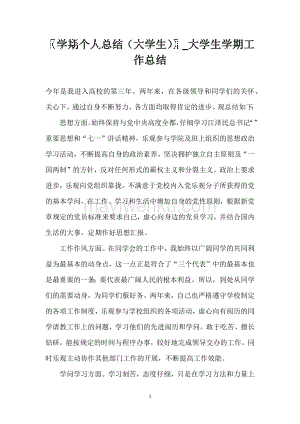 〖学期个人总结（大学生）〗_大学生学期工
作总结
今年是我进入高校的第三年。两年来，在各级领导和同学们的关怀、
关心下，通过自身不断努力，各方面均取得肯定的进步，现总结如下：
思想方面，始终保持与党中央高度全都，仔细学习江泽民总书记“”
重要思想和“七一”讲话精神。乐观参与学院及班上组织的思想政治
学习活动，不断提高自身的政治素养。坚决拥护独立自主原则及“一
国两制”的方针，反对任何形式的霸权主义和分裂主义。政治上要求
进步，乐观向党组织靠拢，不满意于党校内入党乐观分子所获得的党
的基本学问，在工作、学习和生活中增加自身的党性原则，根据新党
章规定的党员标准来要求自己，虚心向身边的党员学习，并结合国内
生活的大事，定期作好思想汇报。
工作作风方面。在同学会的工作中，我始终以广阔同学的共同利益
为最基本的动身点，这一点正是符合了“三个代表”中的最基本也
是最重要的一条：要代表最广阔人民的根本利益。所以，到处从同学
们的需要动身，为同学们服好务，两年来，自己也严格遵守学校制定
的各项工作制度，乐观参与学校组织的各项活动，虚心向有阅历的同
学请教工作上的问题，学习他们的先进阅历和学问。敢于吃苦、擅长
钻研，能按规定的时间与程序办事，较好地完成领导交办的工作。同
时乐观主动协作其他部门工作的开展，不断提高工作效能。
学问学习方面。学习刻苦，态度仔细，只是在学习方法和力量上
1